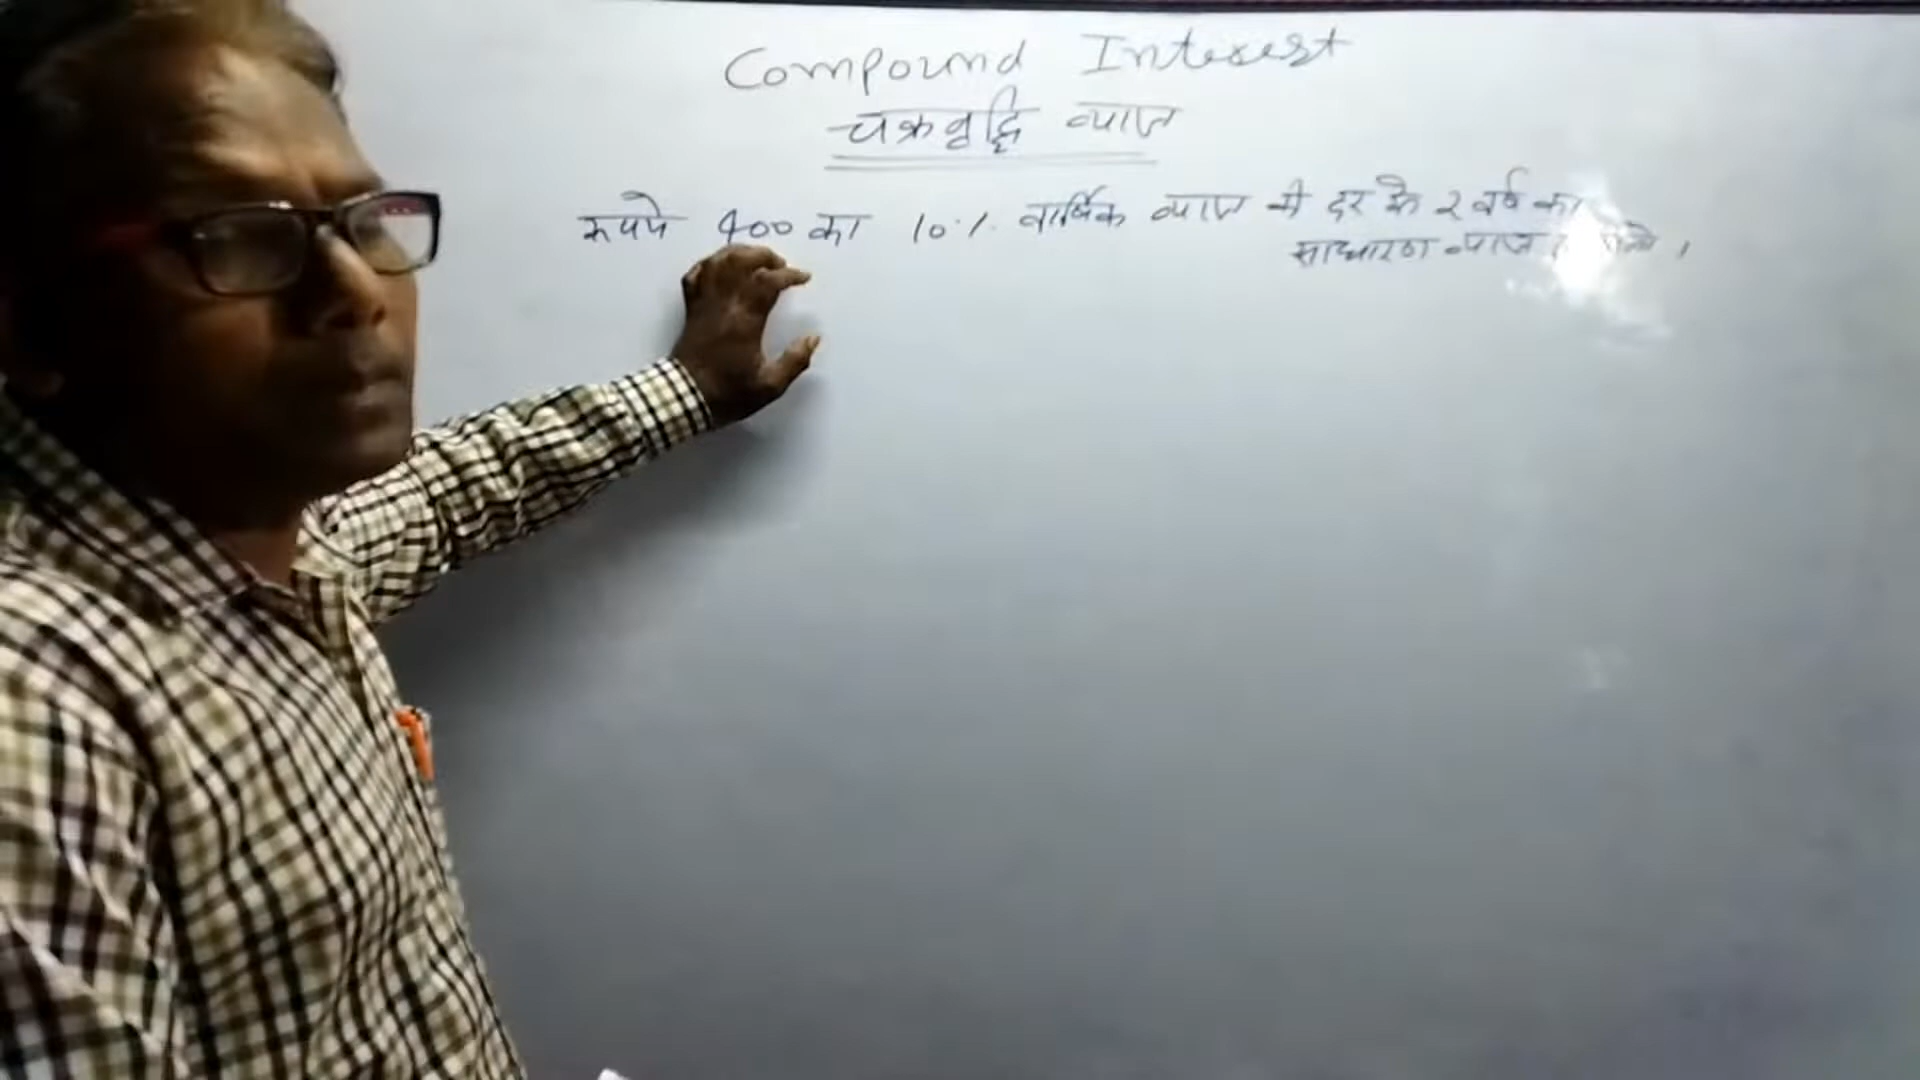 Compound Interest
चक्रवृद्धि व्याज
रूपये 400 का 10% वार्षिक व्याज की दर के 2 वर्ष का
साधारण व्याज